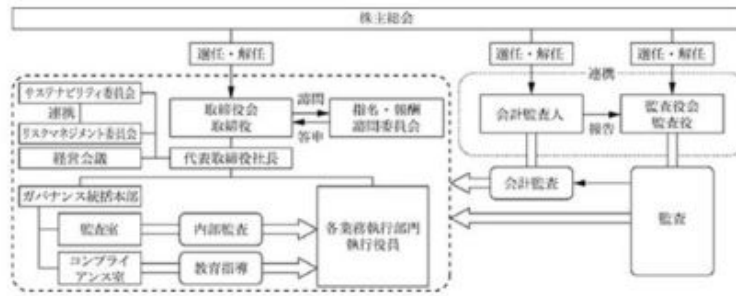 株主総会
選任・解任
選任・解任
選任・解任
連携
サステナビリティ委員会
連携
リスクマネジメント委員会
経営会議
取締役会
取締役
諮問
答申
指名・報酬
諮問委員会
会計監査人
報告
監査役会
監査役
代表取締役社長
会計監査
監査
ガバナンス統括本部
監査室
内部監査
コンプライ
アンス室
教育指導
各業務執行部門
執行役員